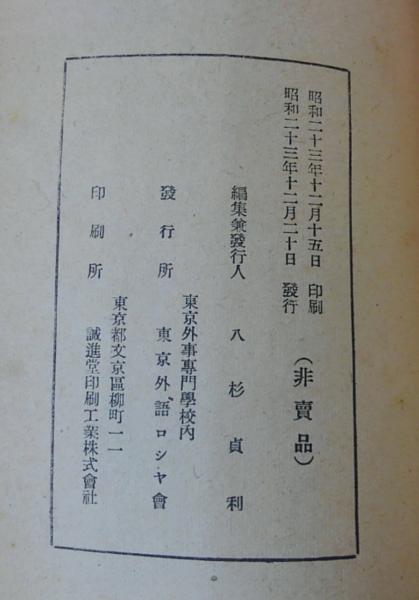 昭和二十三年十二月十五日　印刷
昭和二十三年十二月二十日　發行
（非賣品）
編集兼發行人　八杉貞利
東京外事專門學校內
發行所　東京外語ロシヤ會
東京都文京區柳町一一
印刷所　誠進堂印刷工業株式會社